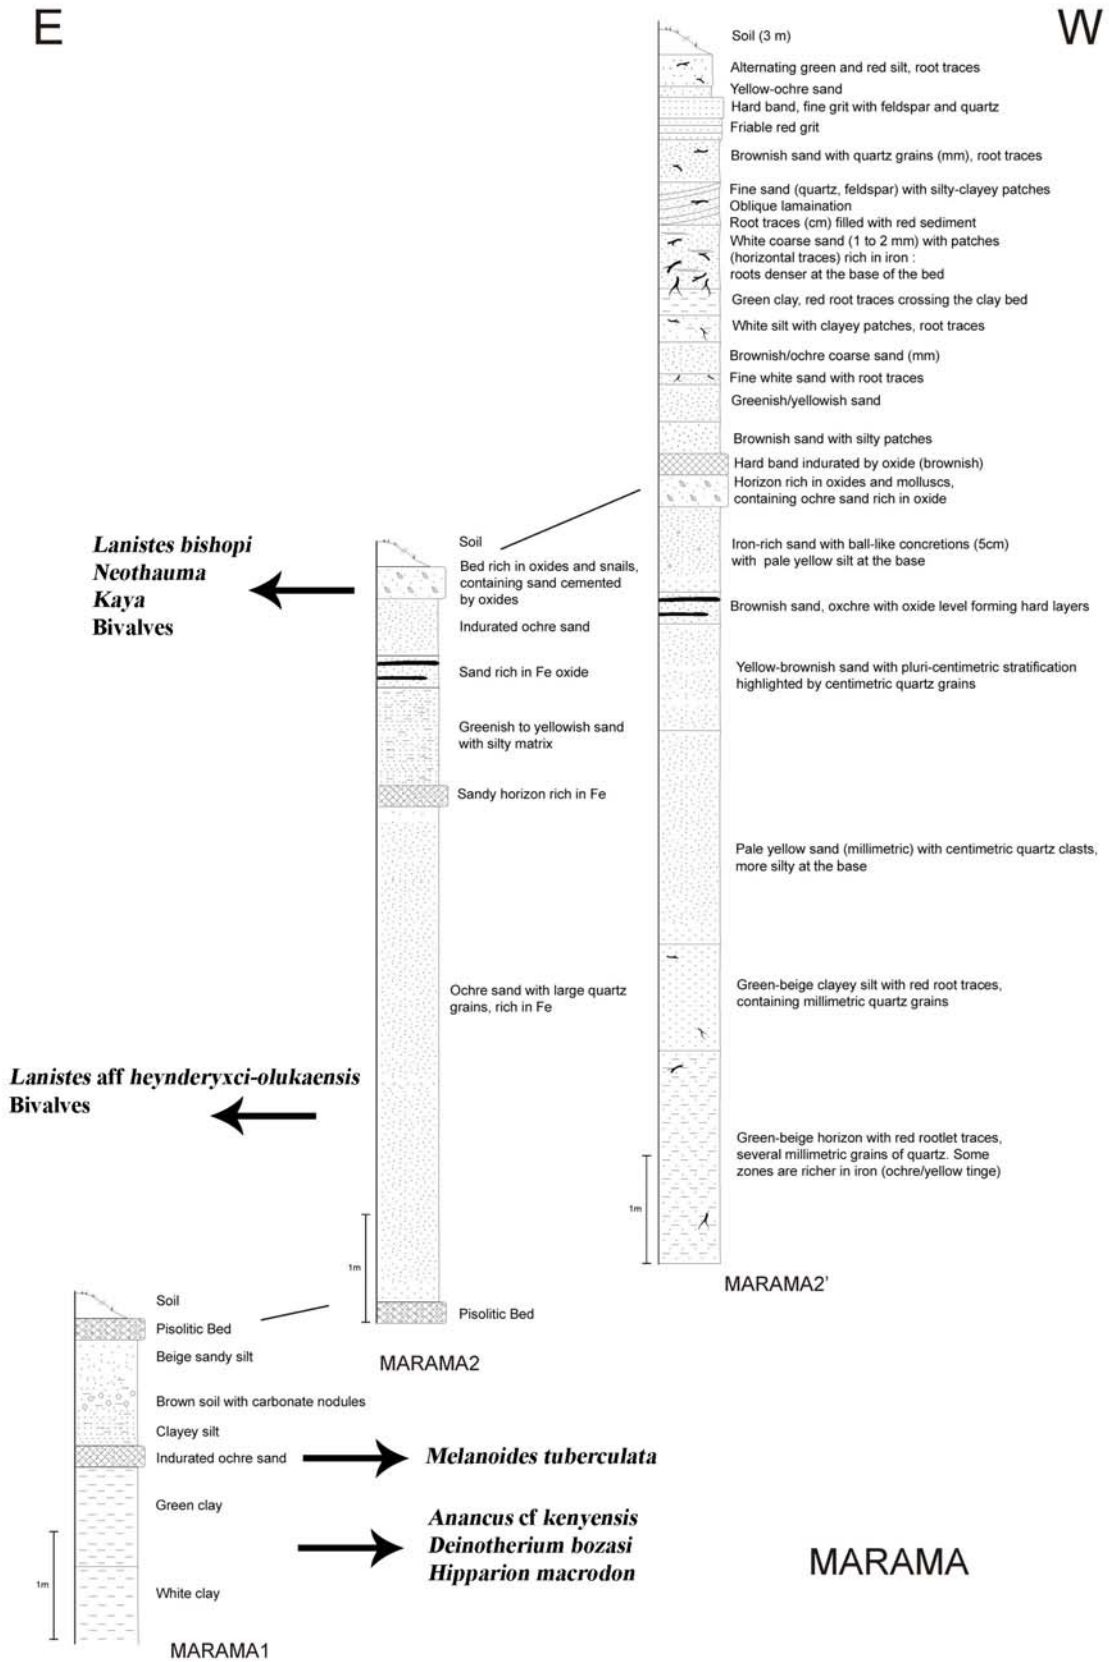 E
W
Soil (3 m)
Alternating green and red silt, root traces
Yellow-ochre sand
Hard band, fine grit with feldspar and quartz
Friable red grit
Brownish sand with quartz grains (mm), root traces
Fine sand (quartz, feldspar) with silty-clayey patches
Oblique lamaination
Root traces (cm) filled with red sediment
White coarse sand (1 to 2 mm) with patches
(horizontal traces) rich in iron :
roots denser at the base of the bed
Green clay, red root traces crossing the clay bed
White silt with clayey patches, root traces
Brownish/ochre coarse sand (mm)
Fine white sand with root traces
Greenish/yellowish sand
Brownish sand with silty patches
Hard band indurated by oxide (brownish)
Horizon rich in oxides and molluscs,
containing ochre sand rich in oxide
Iron-rich sand with ball-like concretions (5cm)
with pale yellow silt at the base
Brownish sand, oxchre with oxide level forming hard layers
Yellow-brownish sand with pluri-centimetric stratification
highlighted by centimetric quartz grains
Pale yellow sand (millimetric) with centimetric quartz clasts,
more silty at the base
Green-beige clayey silt with red root traces,
containing millimetric quartz grains
Green-beige horizon with red rootlet traces,
several millimetric grains of quartz. Some
zones are richer in iron (ochre/yellow tinge)
1m
MARAMA2'
Lanistes bishopi
Neothauma
Kaya
Bivalves
Soil
Bed rich in oxides and snails,
containing sand cemented
by oxides
Indurated ochre sand
Sand rich in Fe oxide
Greenish to yellowish sand
with silty matrix
Sandy horizon rich in Fe
Ochre sand with large quartz
grains, rich in Fe
Lanistes aff heynderyxci-olukaensis
Bivalves
1m
Pisolitic Bed
MARAMA2
Soil
Pisolitic Bed
Beige sandy silt
Brown soil with carbonate nodules
Clayey silt
Indurated ochre sand
Melanoides tuberculata
Green clay
Anancus cf kenyensis
Deinotherium bozasi
Hipparion macrodon
1m
White clay
MARAMA1
MARAMA